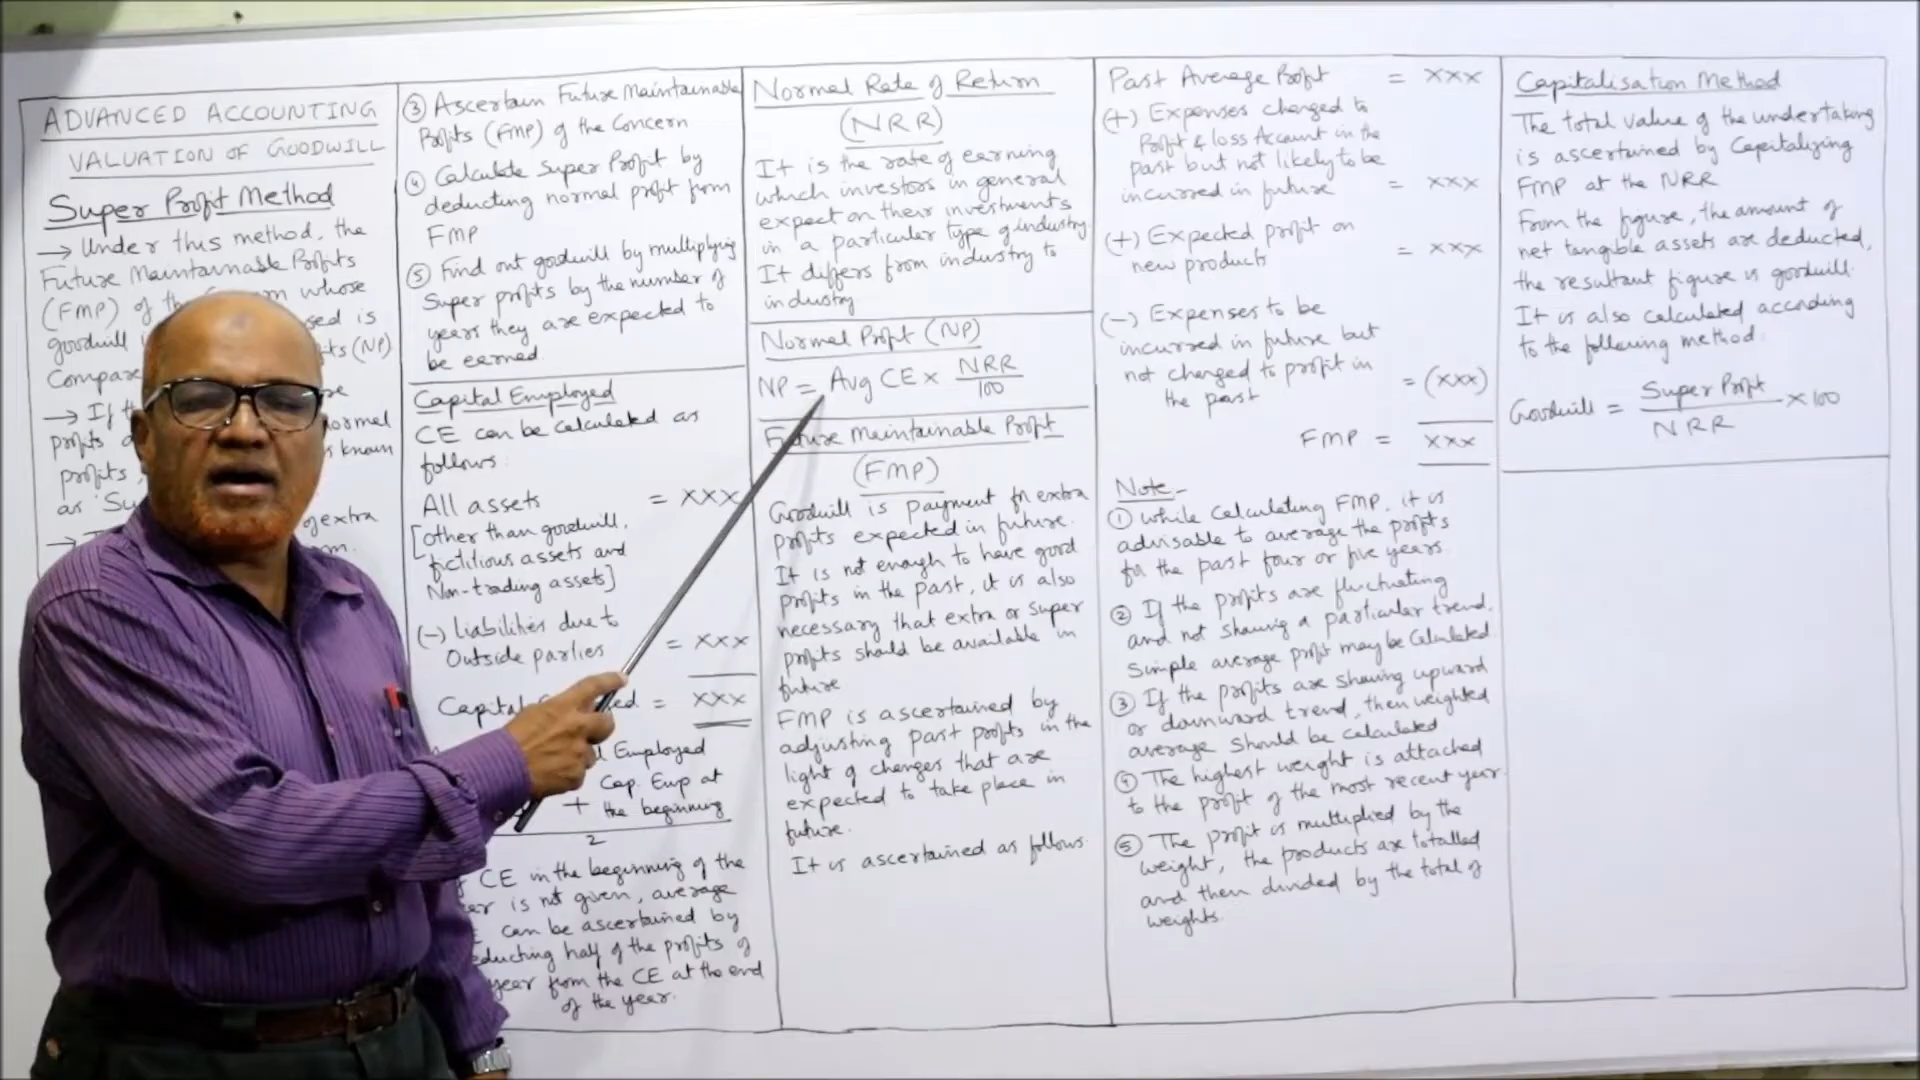 ADVANCED ACCOUNTING
VALUATION OF GOODWILL
Super Profit Method
→ Under this method, the
Future Maintainable Profits
(FMP) of the whose
goodwill is
(NP)
Compare
→ If th
normal
profits
known
profits,
as
extra
③ Ascertain Future Maintainable
Profits (FMP) of the Concern
④ Calculate Super Profit by
deducting normal profit from
FMP
⑤ Find out goodwill by multiplying
Super profits by the number of
years they are expected to
be earned.
Capital Employed
CE can be calculated as
follows:
All assets = XXX
[other than goodwill,
fictitious assets and
Non-trading assets]
(-) Liabilities due to
Outside parties = XXX
Capital ed = XXX
Employed
Cap. Emp at
+ the beginning
2
CE in the beginning of the
is not given, average
can be ascertained by
educting half of the profits of
year from the CE at the end
of the year.
Normal Rate of Return
(NRR)
It is the rate of earning
which investors in general
expect on their investments
in a particular type of industry
It differs from industry to
industry
Normal Profit (NP)
NP = Avg CE × NRR
100
Future Maintainable Profit
(FMP)
Goodwill is payment for extra
profits expected in future.
It is not enough to have good
profits in the past, it is also
necessary that extra or super
profits should be available in
future
FMP is ascertained by
adjusting past profits in the
light of changes that are
expected to take place in
future.
It is ascertained as follows.
Past Average Profit = XXX
(+) Expenses charged to
Profit & loss Account in the
past but not likely to be
incurred in future = XXX
(+) Expected profit on
new products = XXX
(-) Expenses to be
incurred in future but
not charged to profit in
the past = (XXX)
FMP = XXX
Note:-
① While Calculating FMP, it is
advisable to average the profits
for the past four or five years
② If the profits are fluctuating
and not showing a particular trend,
Simple average profit may be Calculated
③ If the profits are showing upward
or downward trend, then weighted
average should be calculated
④ The highest weight is attached
to the profit of the most recent year.
⑤ The profit is multiplied by the
weight, the products are totalled
and then divided by the total of
weights.
Capitalisation Method
The total value of the undertaking
is ascertained by Capitalizing
FMP at the NRR
From the figure, the amount of
net tangible assets are deducted,
the resultant figure is goodwill.
It is also calculated according
to the following method.
Goodwill = Super Profit × 100
NRR